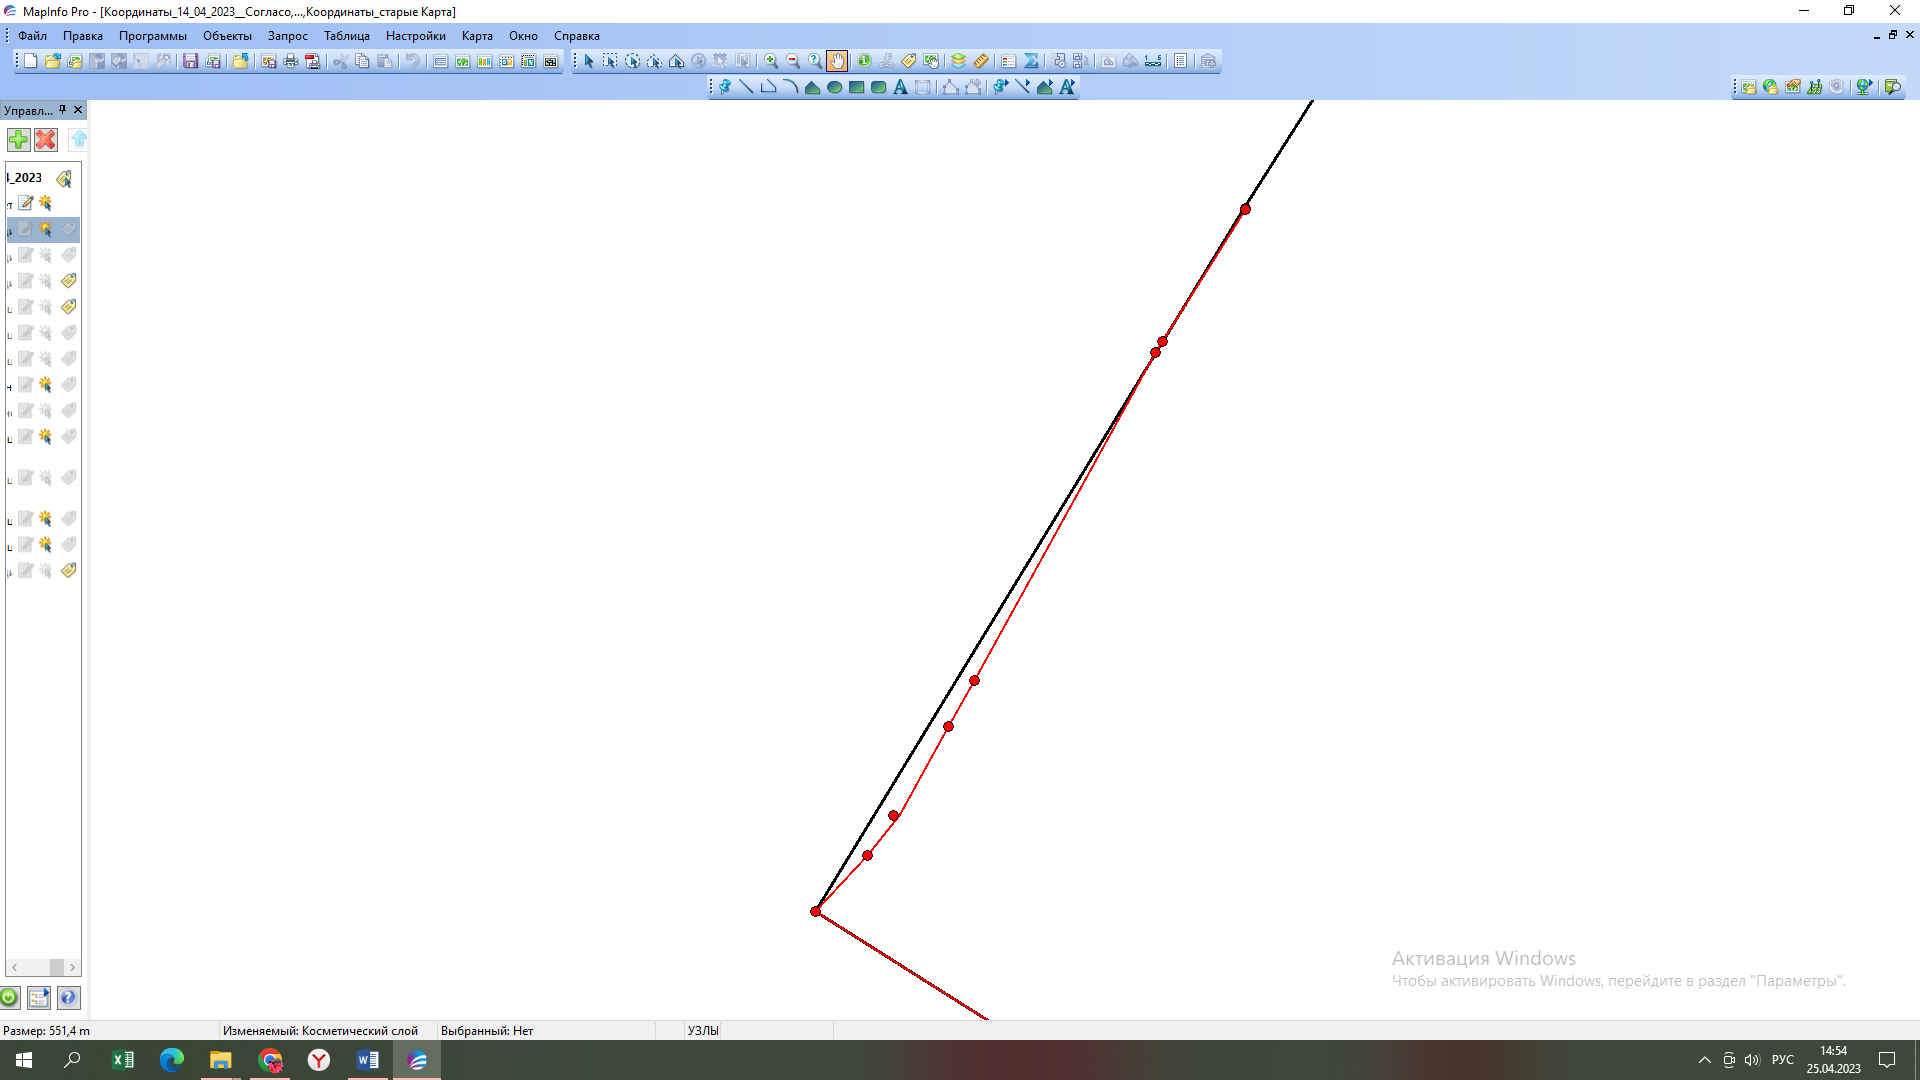 MapInfo Pro - [Координаты_14_04_2023__Согласо,...,Координаты_старые Карта]
Файл Правка Программы Объекты Запрос Таблица Настройки Карта Окно Справка
Управл...
4_2023
Активация Windows
Чтобы активировать Windows, перейдите в раздел "Параметры".
Размер: 551,4 m Изменяемый: Косметический слой Выбранный: Нет УЗЛЫ
РУС
14:54
25.04.2023